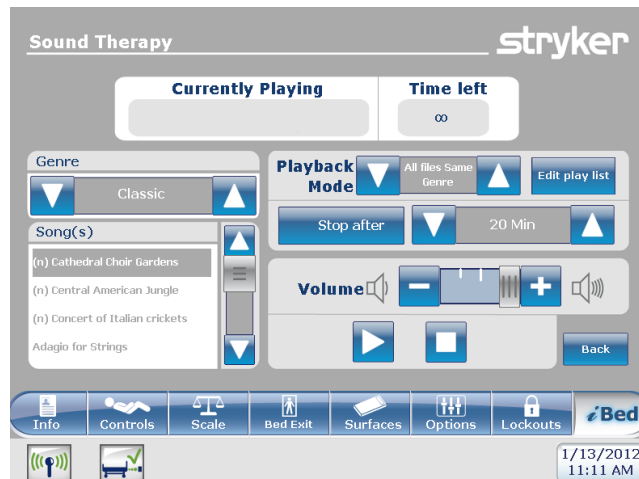 Sound Therapy
stryker
Currently Playing
Time left
∞
Genre
Classic
Song(s)
(n) Cathedral Choir Gardens
(n) Central American Jungle
(n) Concert of Italian crickets
Adagio for Strings
Playback
Mode
All files Same
Genre
Edit play list
Stop after
20 Min
Volume
Back
Info
Controls
Scale
Bed Exit
Surfaces
Options
Lockouts
iBed
1/13/2012
11:11 AM